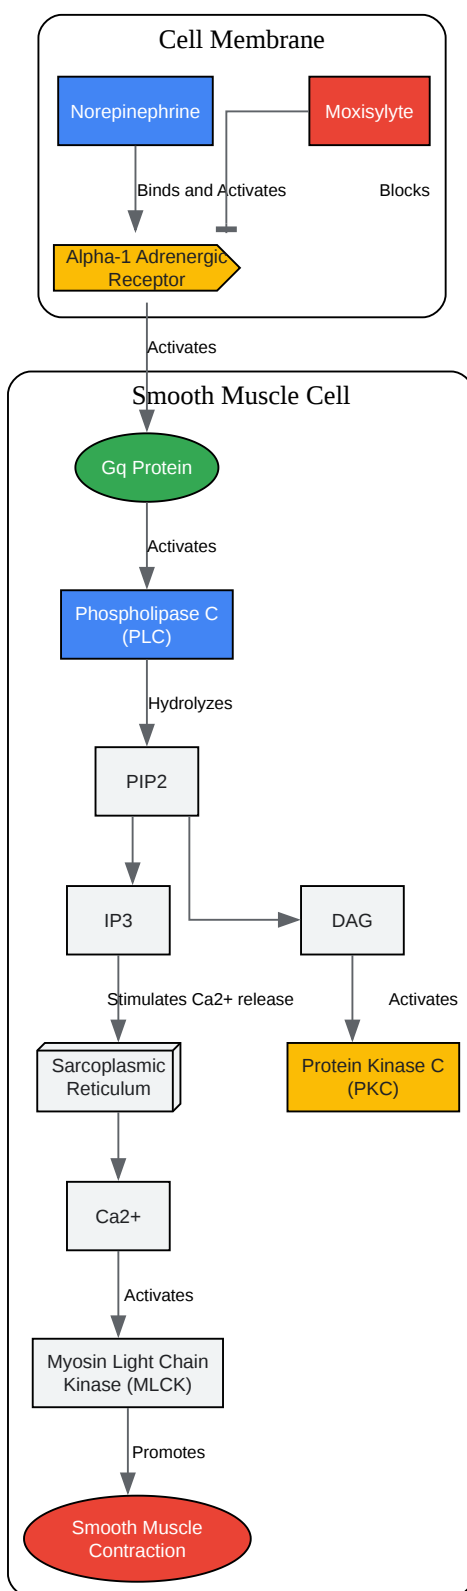 Cell Membrane
Norepinephrine
Moxisylyte
Binds and Activates
Blocks
Alpha-1 Adrenergic
Receptor
Activates
Smooth Muscle Cell
Gq Protein
Activates
Phospholipase C
(PLC)
Hydrolyzes
PIP2
IP3
DAG
Stimulates Ca2+ release
Activates
Sarcoplasmic
Reticulum
Protein Kinase C
(PKC)
Ca2+
Activates
Myosin Light Chain
Kinase (MLCK)
Promotes
Smooth Muscle
Contraction